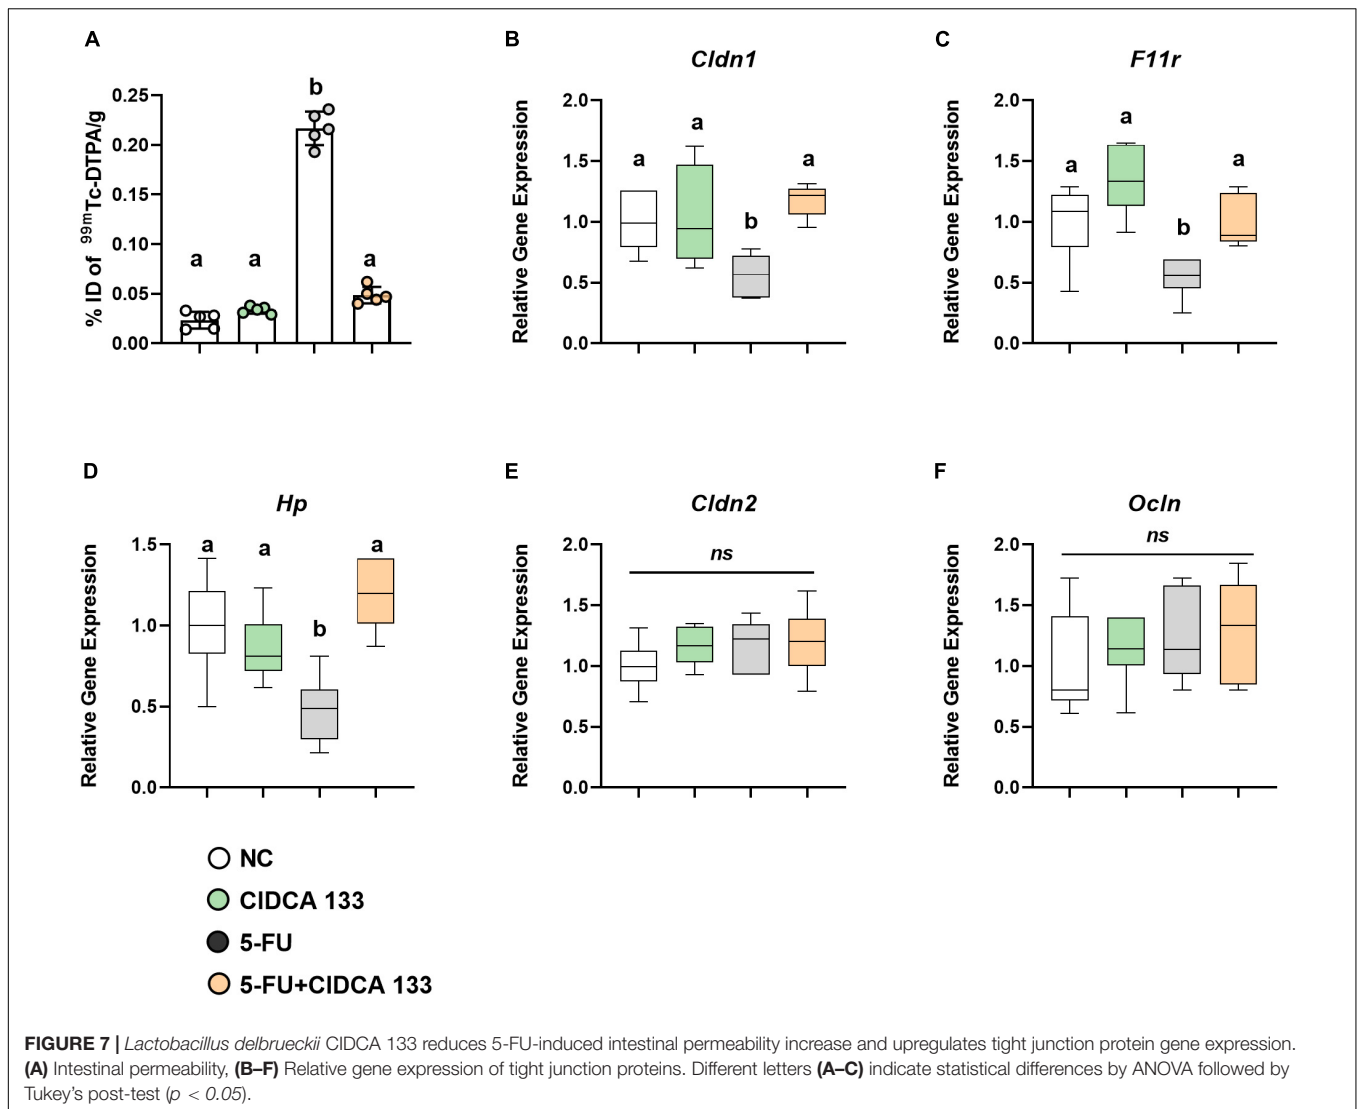 A
0.25
0.20
0.15
0.10
0.05
0.00
% ID of 99mTc-DTPA/g
a
a
b
a
B
Cldn1
2.0
1.5
1.0
0.5
0.0
Relative Gene Expression
a
a
b
a
C
F11r
2.0
1.5
1.0
0.5
0.0
Relative Gene Expression
a
a
b
a
D
Hp
1.5
1.0
0.5
0.0
Relative Gene Expression
a
a
b
a
E
Cldn2
2.0
1.5
1.0
0.5
0.0
Relative Gene Expression
ns
F
Ocln
2.0
1.5
1.0
0.5
0.0
Relative Gene Expression
ns
NC
CIDCA 133
5-FU
5-FU+CIDCA 133
FIGURE 7 | Lactobacillus delbrueckii CIDCA 133 reduces 5-FU-induced intestinal permeability increase and upregulates tight junction protein gene expression.
(A) Intestinal permeability, (B–F) Relative gene expression of tight junction proteins. Different letters (A–C) indicate statistical differences by ANOVA followed by
Tukey's post-test (p < 0.05).